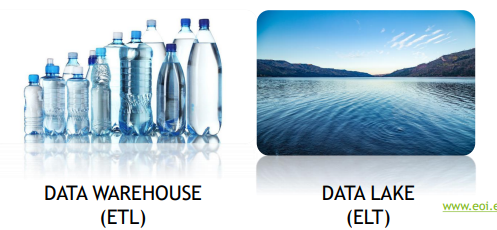 DATA WAREHOUSE
(ETL)
DATA LAKE
(ELT)
www.eoi.e